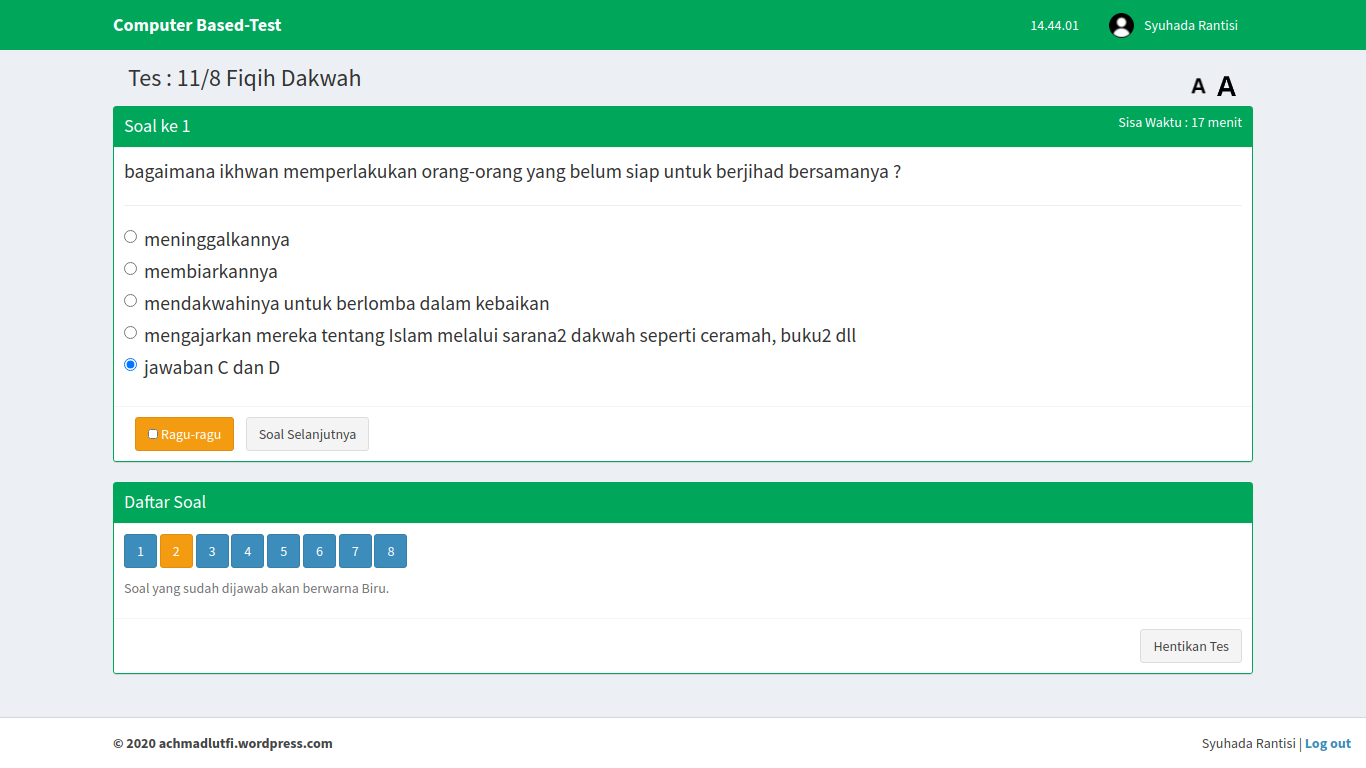 Computer Based-Test
14.44.01
Syuhada Rantisi
Tes : 11/8 Fiqih Dakwah
A A
Soal ke 1
Sisa Waktu : 17 menit
bagaimana ikhwan memperlakukan orang-orang yang belum siap untuk berjihad bersamanya ?
meninggalkannya
membiarkannya
mendakwahinya untuk berlomba dalam kebaikan
mengajarkan mereka tentang Islam melalui sarana2 dakwah seperti ceramah, buku2 dll
jawaban C dan D
Ragu-ragu
Soal Selanjutnya
Daftar Soal
1 2 3 4 5 6 7 8
Soal yang sudah dijawab akan berwarna Biru.
Hentikan Tes
© 2020 achmadlutfi.wordpress.com
Syuhada Rantisi | Log out